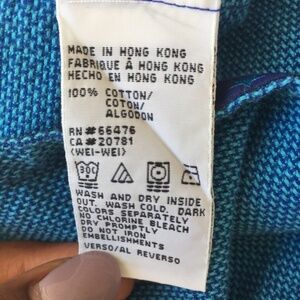 MADE IN HONG KONG
FABRIQUE À HONG KONG
HECHO EN HONG KONG
100% COTTON/
COTON/
ALGODON
RN #66476
CA #20781
(WEI-WEI)
30C
WASH AND DRY INSIDE
OUT. WASH COLD. DARK
COLORS SEPARATELY
NO CHLORINE BLEACH
DRY PROMPTLY
DO NOT IRON
EMBELLISHMENTS
VERSO/AL REVERSO